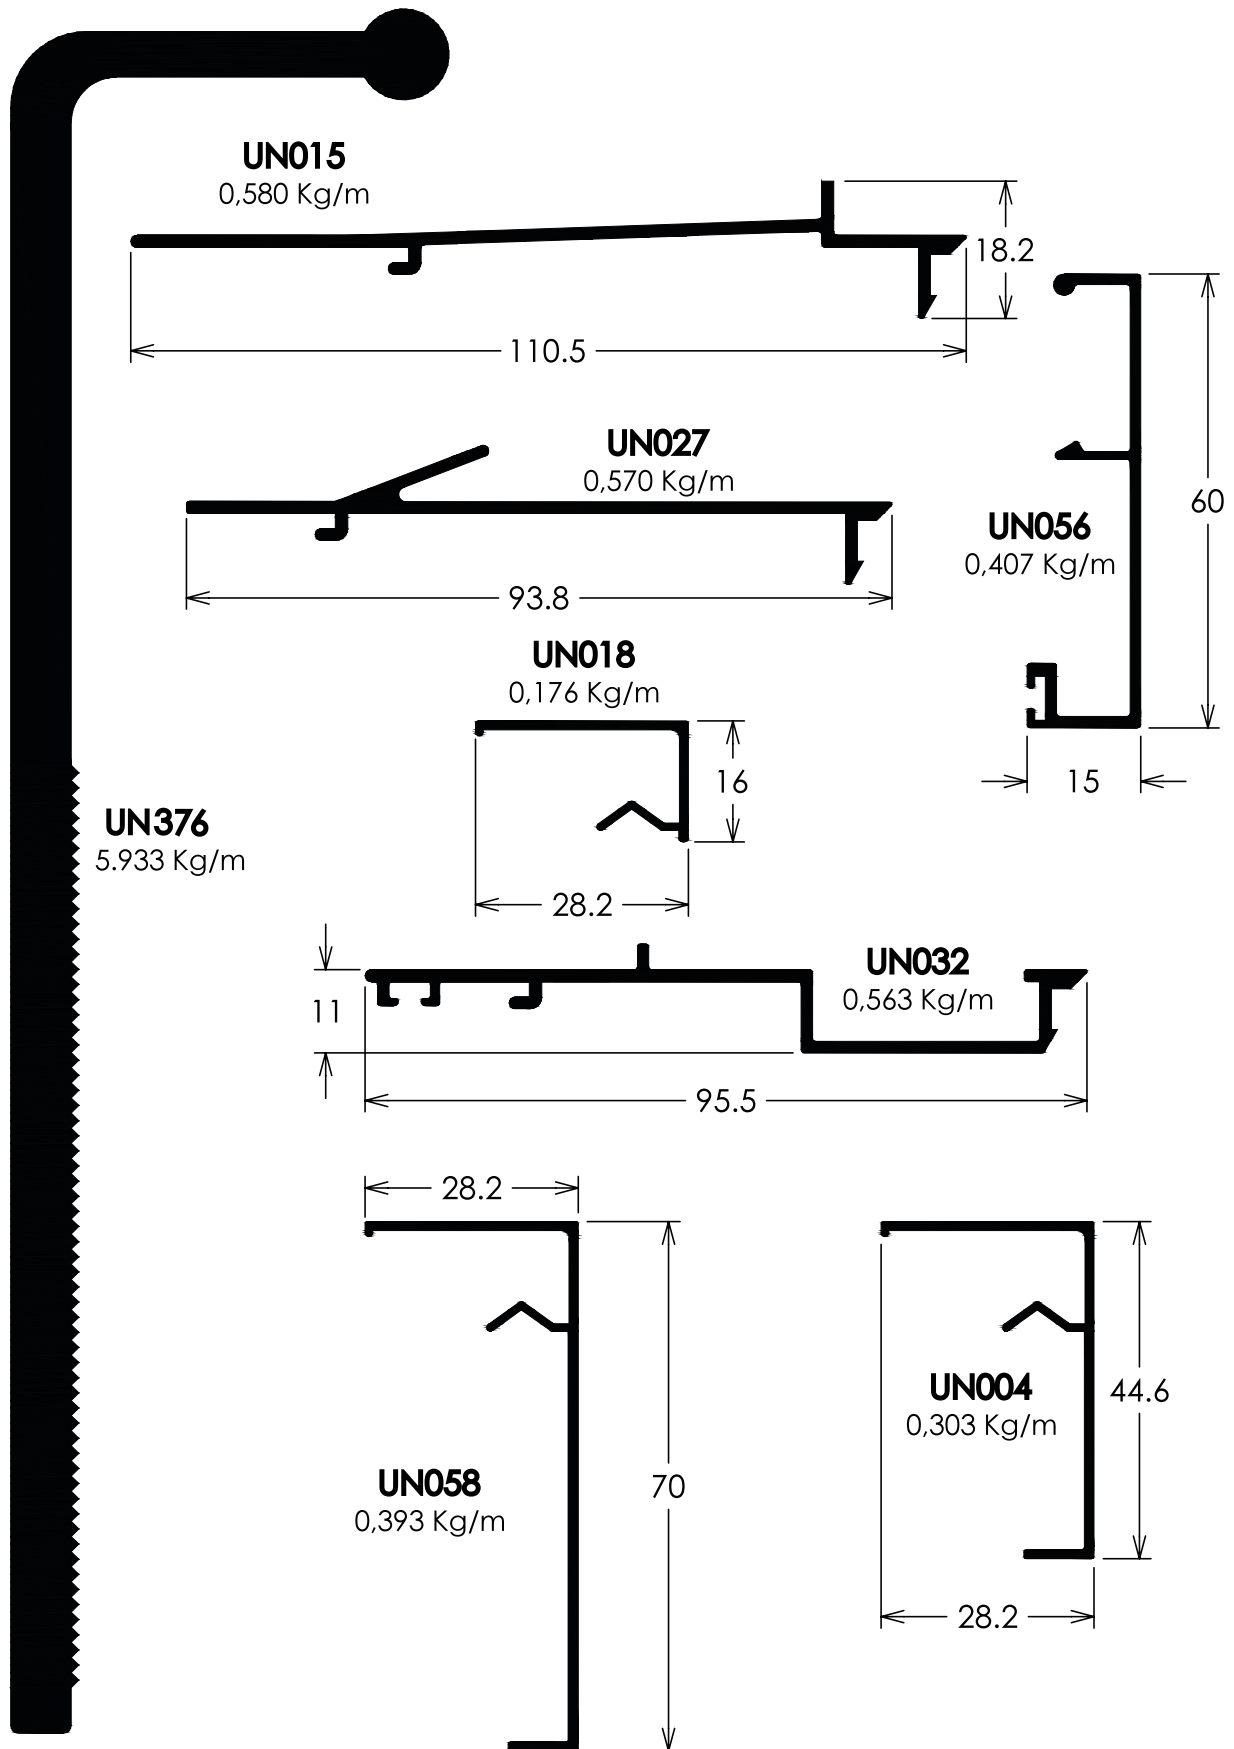 UN015
0,580 Kg/m
18.2
110.5
UN027
0,570 Kg/m
60
UN056
0,407 Kg/m
93.8
UN018
0,176 Kg/m
16
15
UN376
5.933 Kg/m
28.2
UN032
0,563 Kg/m
11
95.5
28.2
UN004
0,303 Kg/m
44.6
UN058
0,393 Kg/m
70
28.2